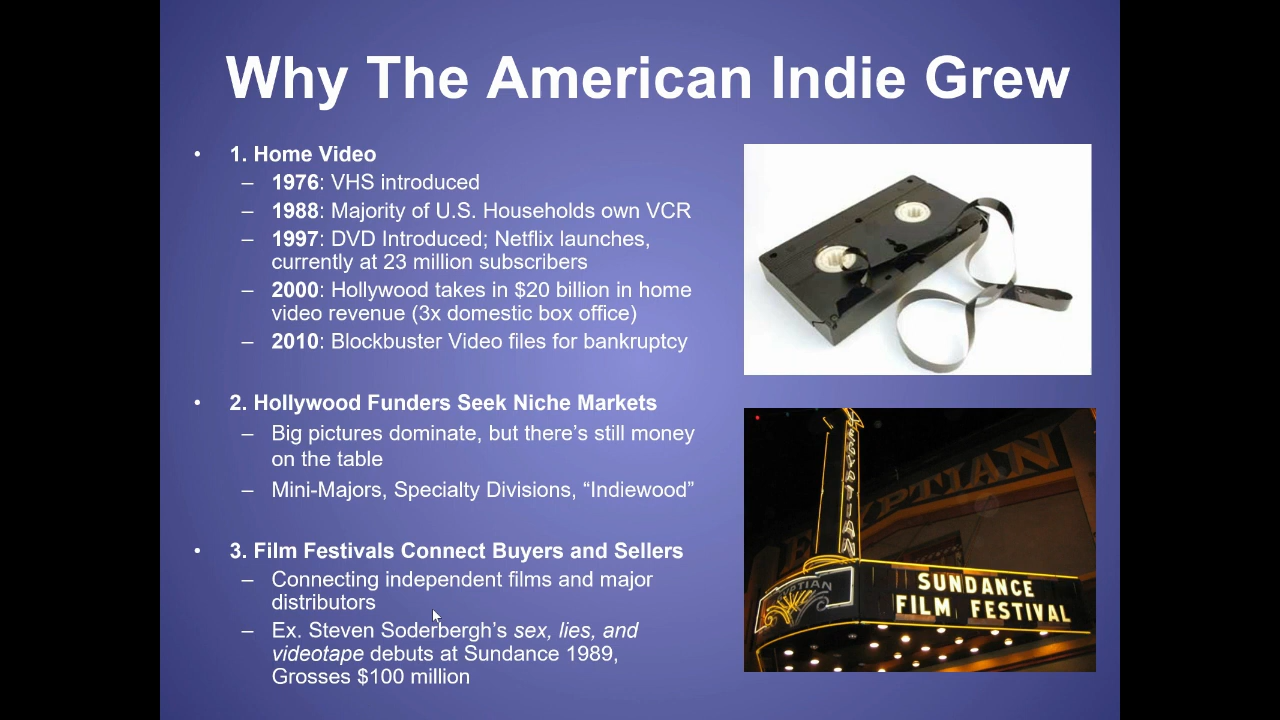 Why The American Indie Grew
• 1. Home Video
– 1976: VHS introduced
– 1988: Majority of U.S. Households own VCR
– 1997: DVD Introduced; Netflix launches,
currently at 23 million subscribers
– 2000: Hollywood takes in $20 billion in home
video revenue (3x domestic box office)
– 2010: Blockbuster Video files for bankruptcy
• 2. Hollywood Funders Seek Niche Markets
– Big pictures dominate, but there’s still money
on the table
– Mini-Majors, Specialty Divisions, “Indiewood”
• 3. Film Festivals Connect Buyers and Sellers
– Connecting independent films and major
distributors
– Ex. Steven Soderbergh’s sex, lies, and
videotape debuts at Sundance 1989,
Grosses $100 million
EGYPTIAN
EGYPTIAN
EGYPTIAN
SUNDANCE
FILM FESTIVAL